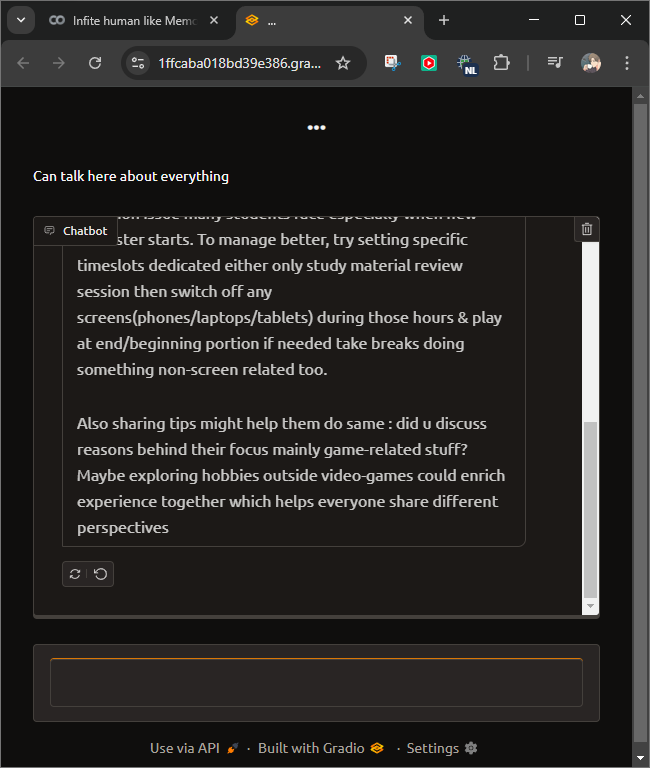 Infite human like Memo
...
1ffcaba018bd39e386.gra...
NL
•••
Can talk here about everything
Chatbot
issue many students face especially when new
starts. To manage better, try setting specific
timeslots dedicated either only study material review
session then switch off any
screens(phones/laptops/tablets) during those hours & play
at end/beginning portion if needed take breaks doing
something non-screen related too.
Also sharing tips might help them do same : did u discuss
reasons behind their focus mainly game-related stuff?
Maybe exploring hobbies outside video-games could enrich
experience together which helps everyone share different
perspectives
Use via API · Built with Gradio · Settings